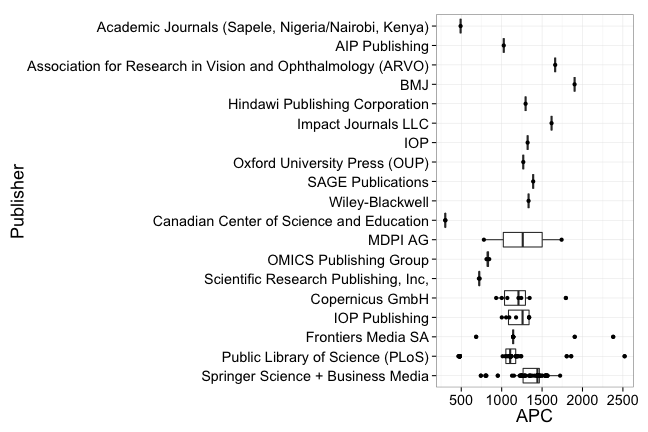 Publisher
Academic Journals (Sapele, Nigeria/Nairobi, Kenya)
AIP Publishing
Association for Research in Vision and Ophthalmology (ARVO)
BMJ
Hindawi Publishing Corporation
Impact Journals LLC
IOP
Oxford University Press (OUP)
SAGE Publications
Wiley-Blackwell
Canadian Center of Science and Education
MDPI AG
OMICS Publishing Group
Scientific Research Publishing, Inc,
Copernicus GmbH
IOP Publishing
Frontiers Media SA
Public Library of Science (PLoS)
Springer Science + Business Media
500 1000 1500 2000 2500
APC